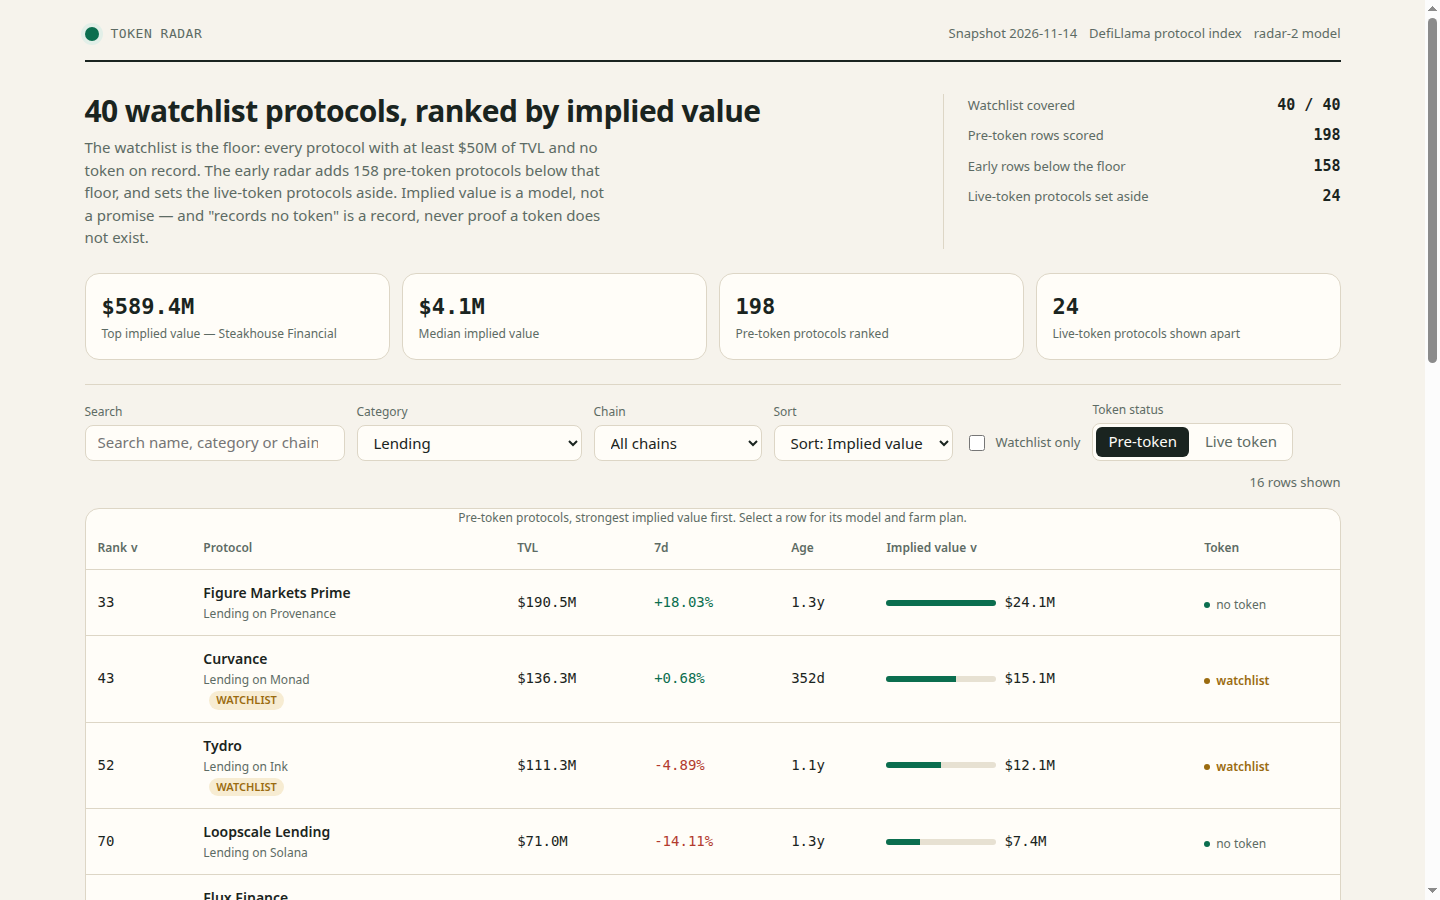 TOKEN RADAR
Snapshot 2026-11-14 DefiLlama protocol index radar-2 model
40 watchlist protocols, ranked by implied value
The watchlist is the floor: every protocol with at least $50M of TVL and no
token on record. The early radar adds 158 pre-token protocols below that
floor, and sets the live-token protocols aside. Implied value is a model, not
a promise — and "records no token" is a record, never proof a token does
not exist.
Watchlist covered 40 / 40
Pre-token rows scored 198
Early rows below the floor 158
Live-token protocols set aside 24
$589.4M
Top implied value — Steakhouse Financial
$4.1M
Median implied value
198
Pre-token protocols ranked
24
Live-token protocols shown apart
Search
Search name, category or chain
Category
Lending
Chain
All chains
Sort
Sort: Implied value
Watchlist only
Token status
Pre-token Live token
16 rows shown
Pre-token protocols, strongest implied value first. Select a row for its model and farm plan.
Rank v Protocol TVL 7d Age Implied value v Token
33 Figure Markets Prime $190.5M +18.03% 1.3y $24.1M no token
Lending on Provenance
43 Curvance $136.3M +0.68% 352d $15.1M watchlist
Lending on Monad
WATCHLIST
52 Tydro $111.3M -4.89% 1.1y $12.1M watchlist
Lending on Ink
WATCHLIST
70 Loopscale Lending $71.0M -14.11% 1.3y $7.4M no token
Lending on Solana
Flux Finance